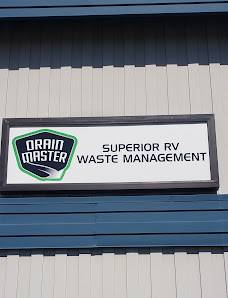 DRAIN
MASTER
SUPERIOR RV
WASTE MANAGEMENT